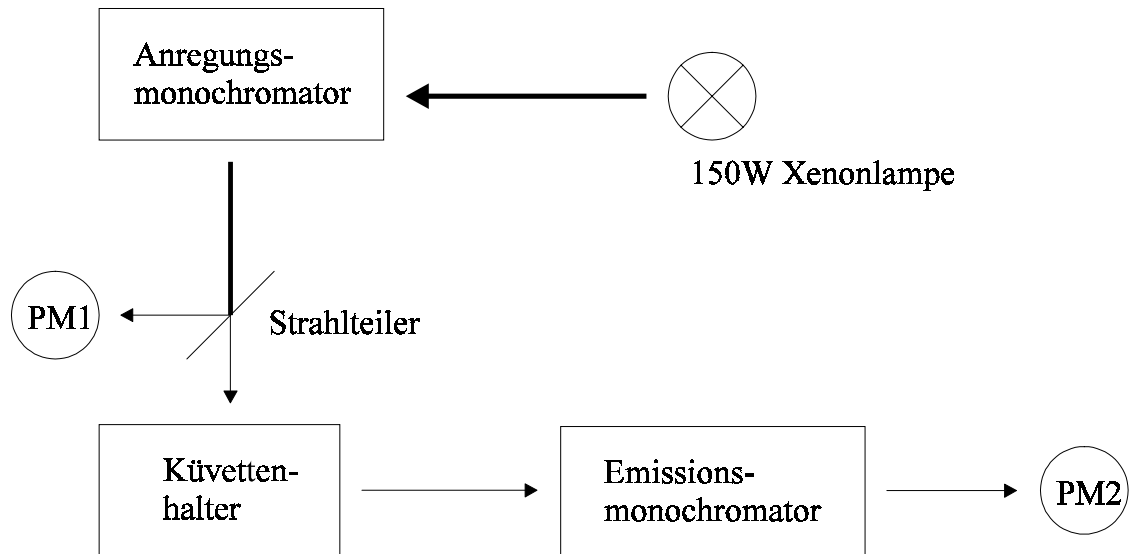 Anregungs-
monochromator
150W Xenonlampe
PM1
Strahlteiler
Küvetten-
halter
Emissions-
monochromator
PM2